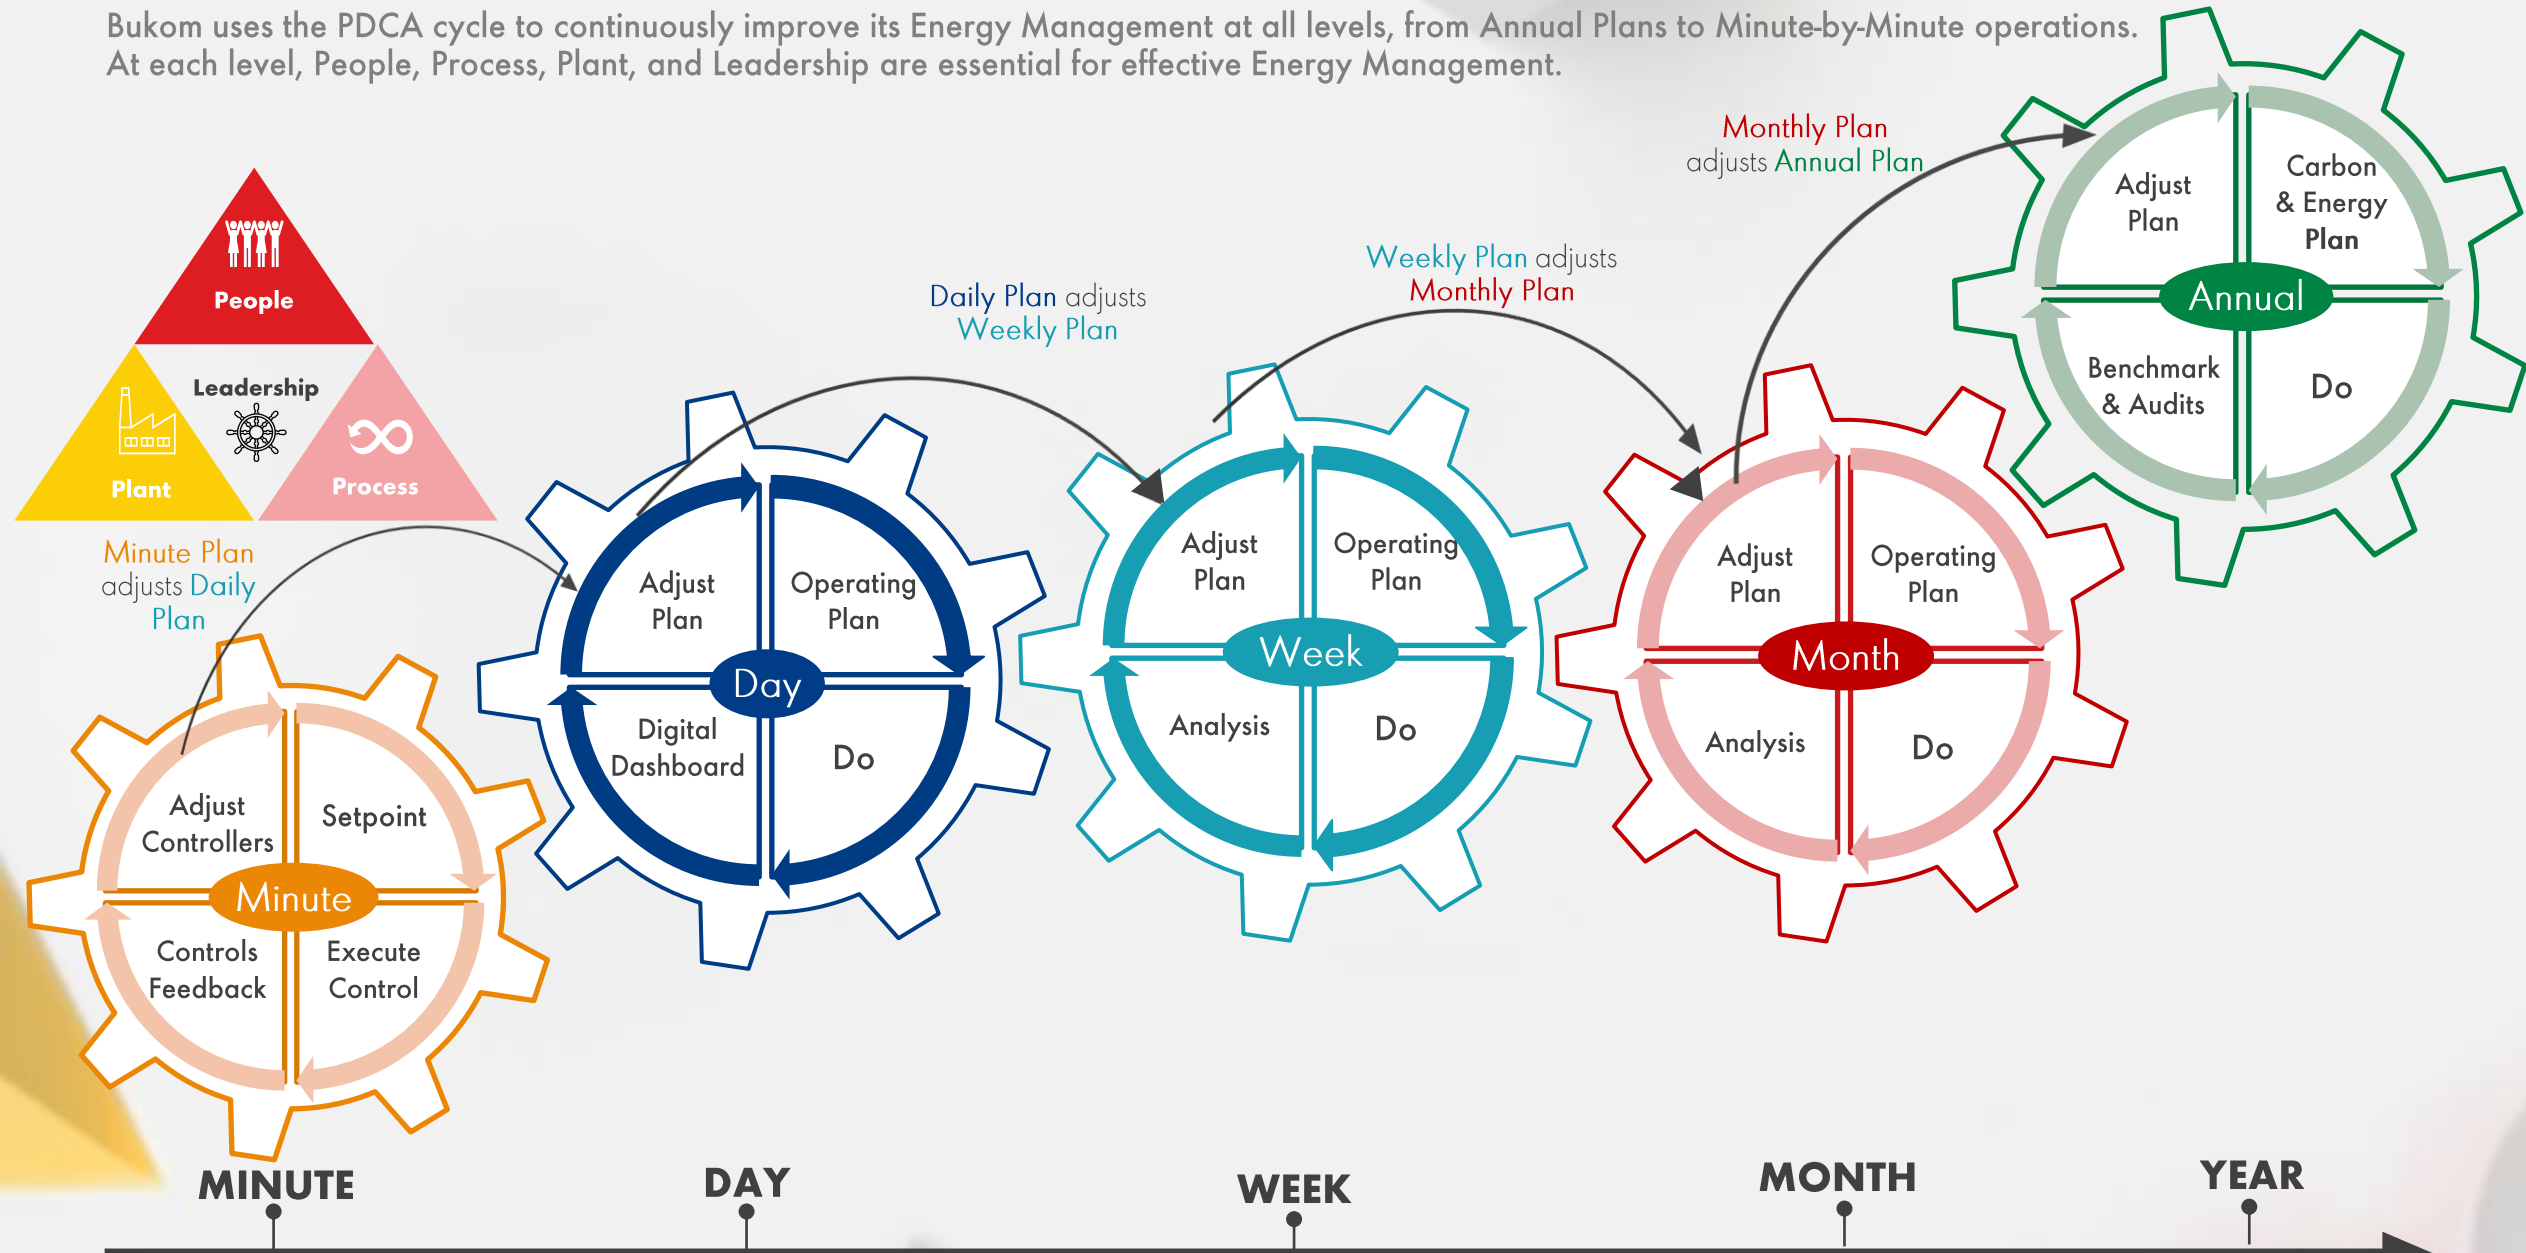 Bukom uses the PDCA cycle to continuously improve its Energy Management at all levels, from Annual Plans to Minute-by-Minute operations.
At each level, People, Process, Plant, and Leadership are essential for effective Energy Management.
People
Leadership
Plant
Process
Minute Plan
adjusts Daily
Plan
Adjust
Controllers
Setpoint
Minute
Controls
Feedback
Execute
Control
Daily Plan adjusts
Weekly Plan
Adjust
Plan
Operating
Plan
Day
Digital
Dashboard
Do
Weekly Plan adjusts
Monthly Plan
Adjust
Plan
Operating
Plan
Week
Analysis
Do
Monthly Plan
adjusts Annual Plan
Adjust
Plan
Operating
Plan
Month
Analysis
Do
Adjust
Plan
Carbon
& Energy
Plan
Annual
Benchmark
& Audits
Do
MINUTE
DAY
WEEK
MONTH
YEAR